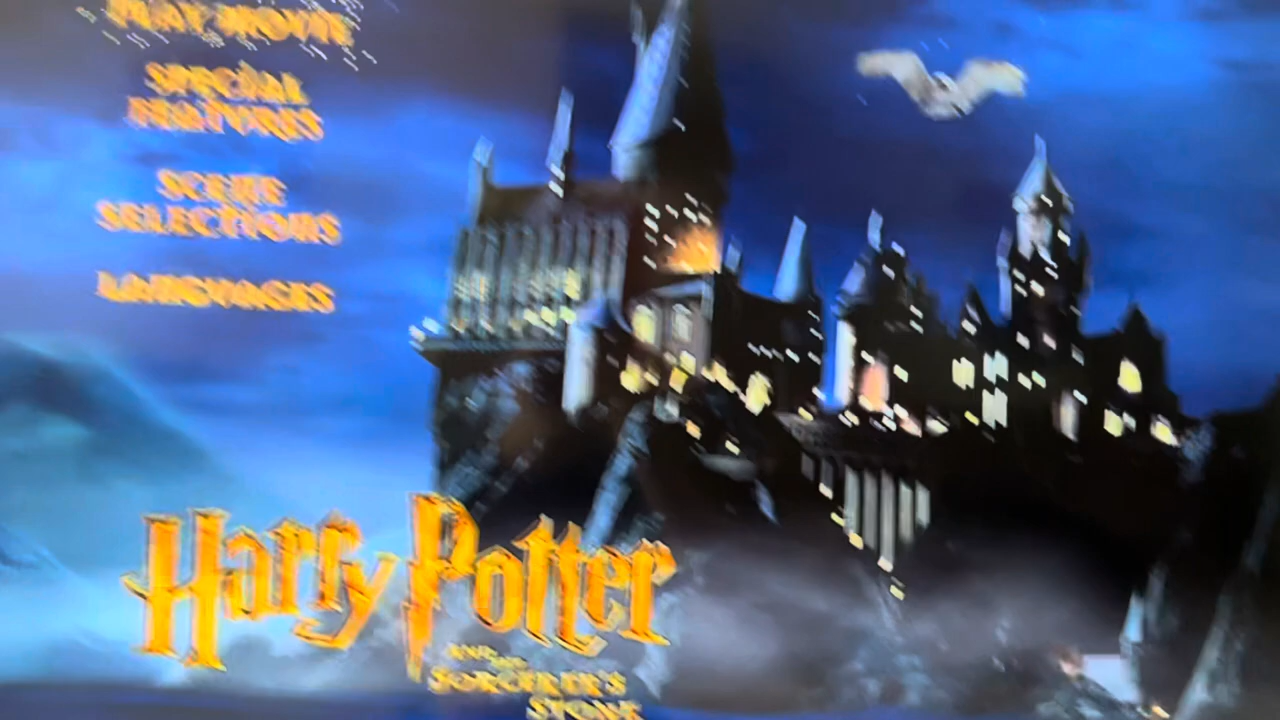 PLAY MOVIE
SPECIAL
FEATURES
SCENE
SELECTIONS
LANGUAGES
Harry Potter
AND THE
SORCERER'S
STONE